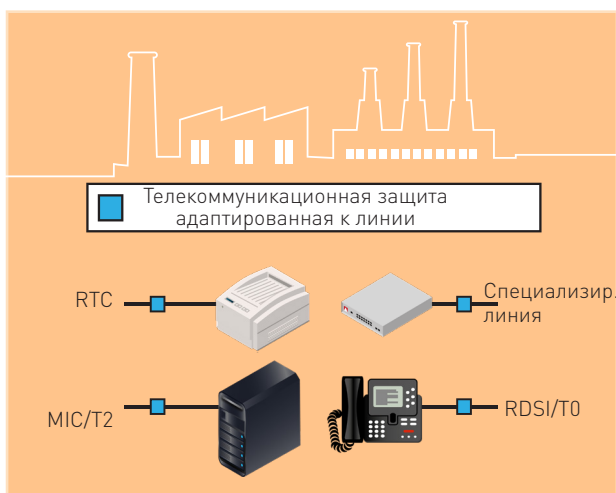 Телекоммуникационная защита
адаптированная к линии
RTC
Специализир.
линия
MIC/T2
RDSI/T0